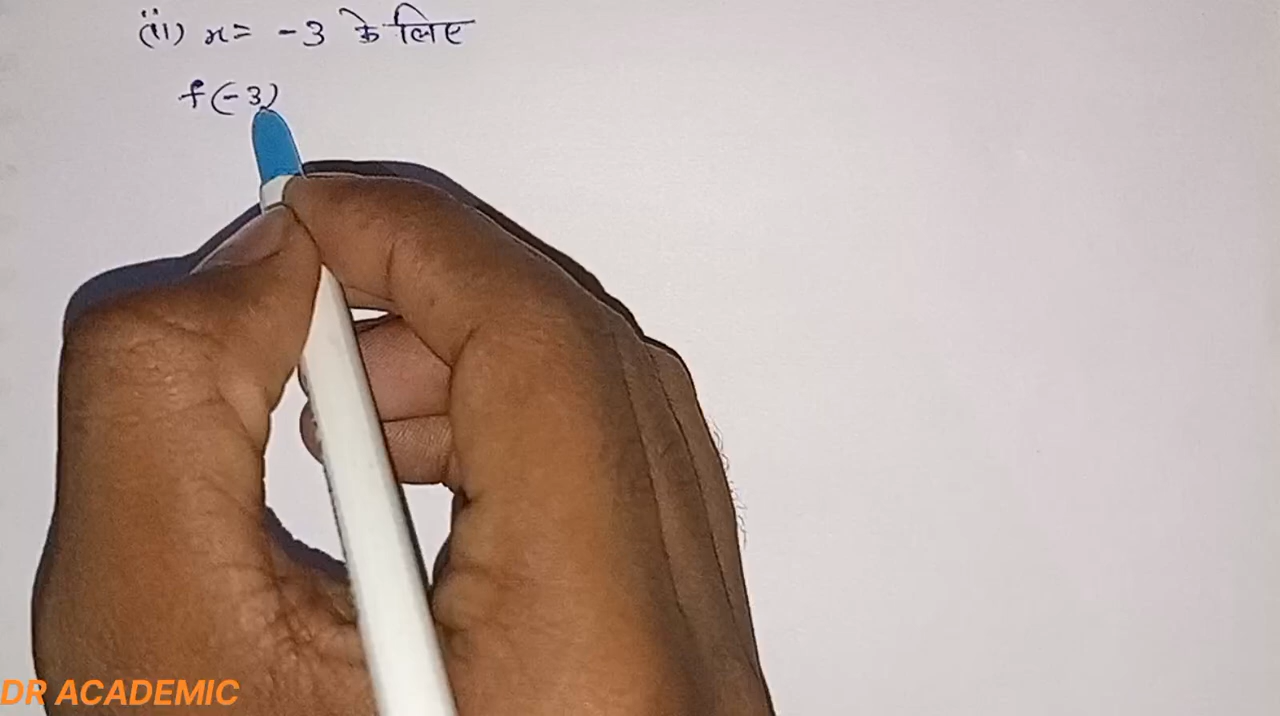 (ii) x = -3 के लिए
f(-3)
DR ACADEMIC